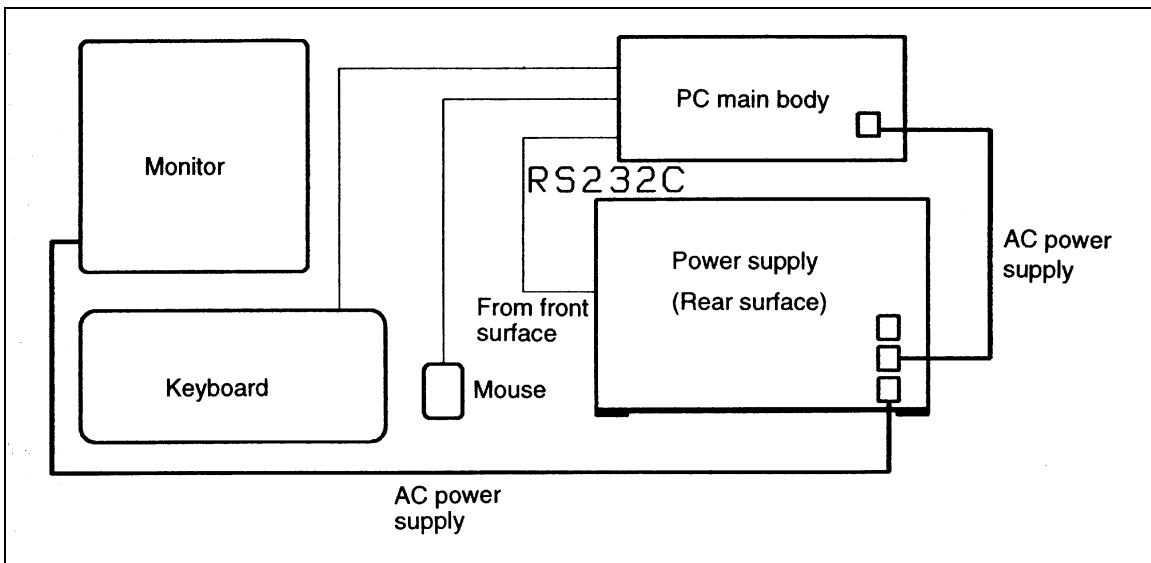 PC main body
Monitor
RS232C
AC power
supply
Power supply
(Rear surface)
From front
surface
Keyboard
Mouse
AC power
supply